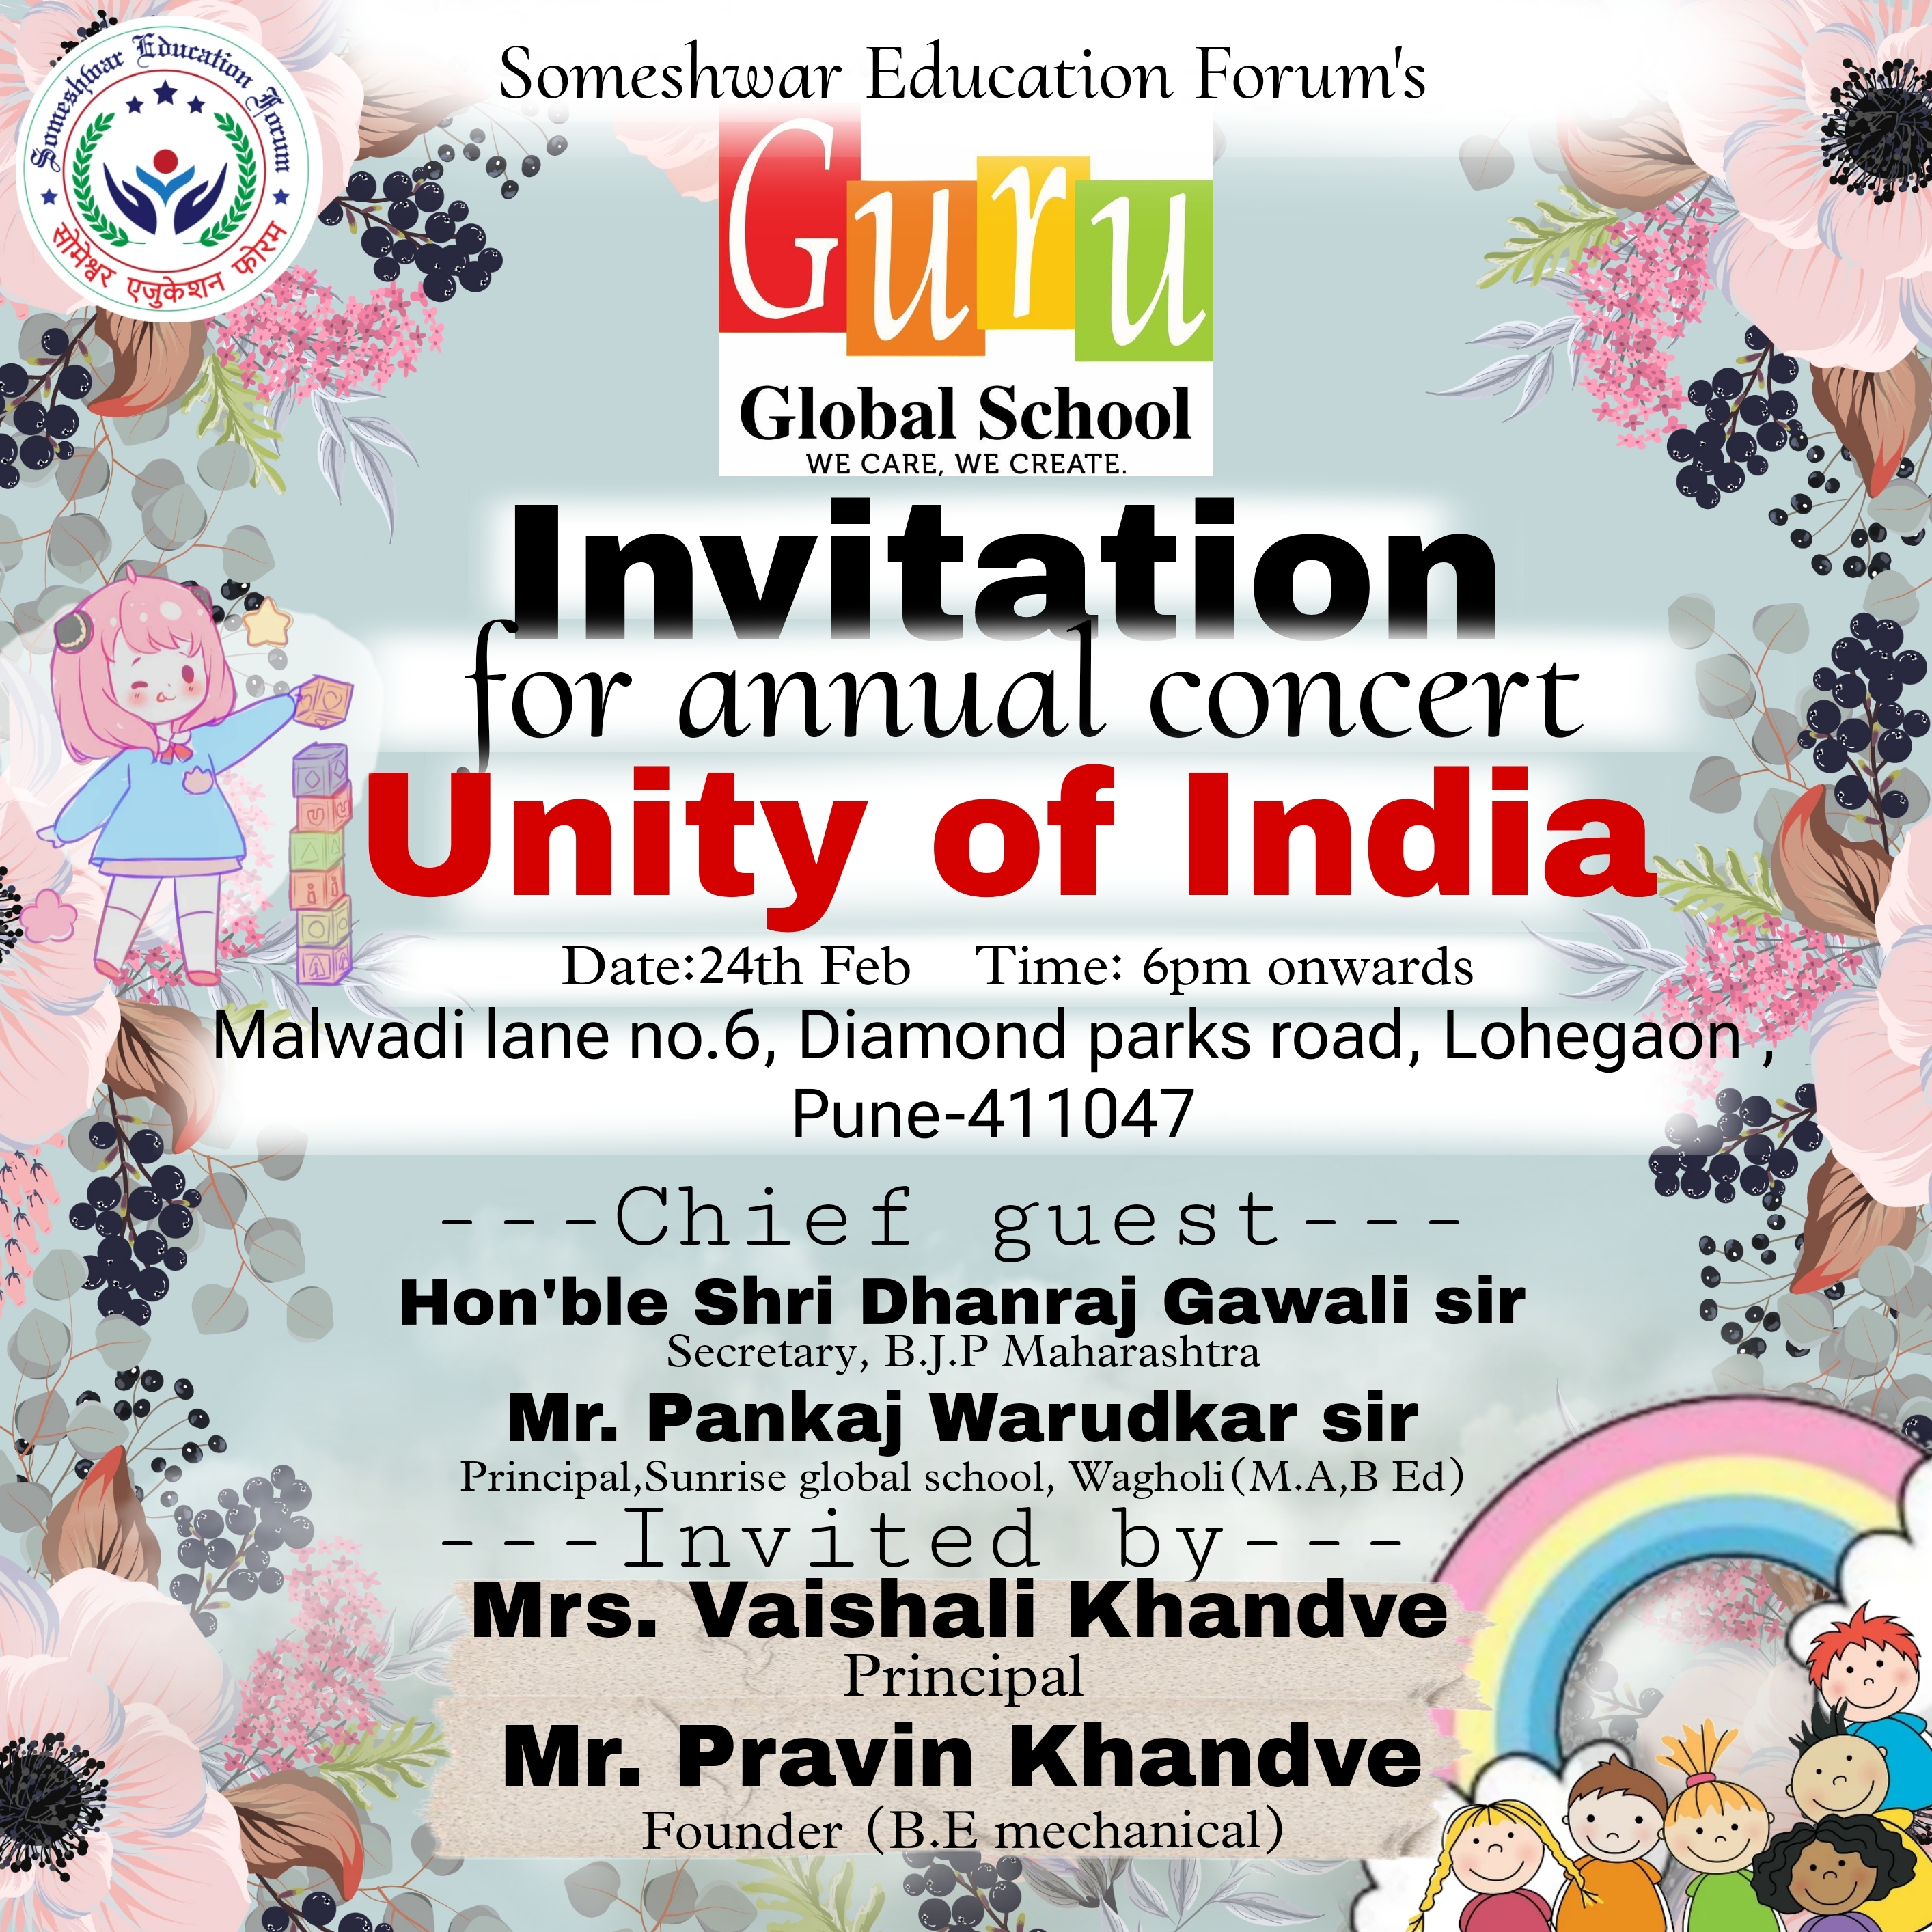 Someshwar Education Forum
सोमेश्वर एजुकेशन फोरम
Someshwar Education Forum's
Guru
Global School
WE CARE, WE CREATE.
Invitation
for annual concert
Unity of India
Date:24th Feb Time: 6pm onwards
Malwadi lane no.6, Diamond parks road, Lohegaon ,
Pune-411047
---Chief guest---
Hon'ble Shri Dhanraj Gawali sir
Secretary, B.J.P Maharashtra
Mr. Pankaj Warudkar sir
Principal,Sunrise global school, Wagholi(M.A,B Ed)
---Invited by---
Mrs. Vaishali Khandve
Principal
Mr. Pravin Khandve
Founder (B.E mechanical)